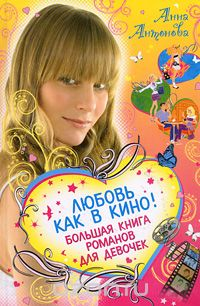 Анна
Антонова
ЛЮБОВЬ
КАК В КИНО!
БОЛЬШАЯ КНИГА
РОМАНОВ
ДЛЯ ДЕВОЧЕК